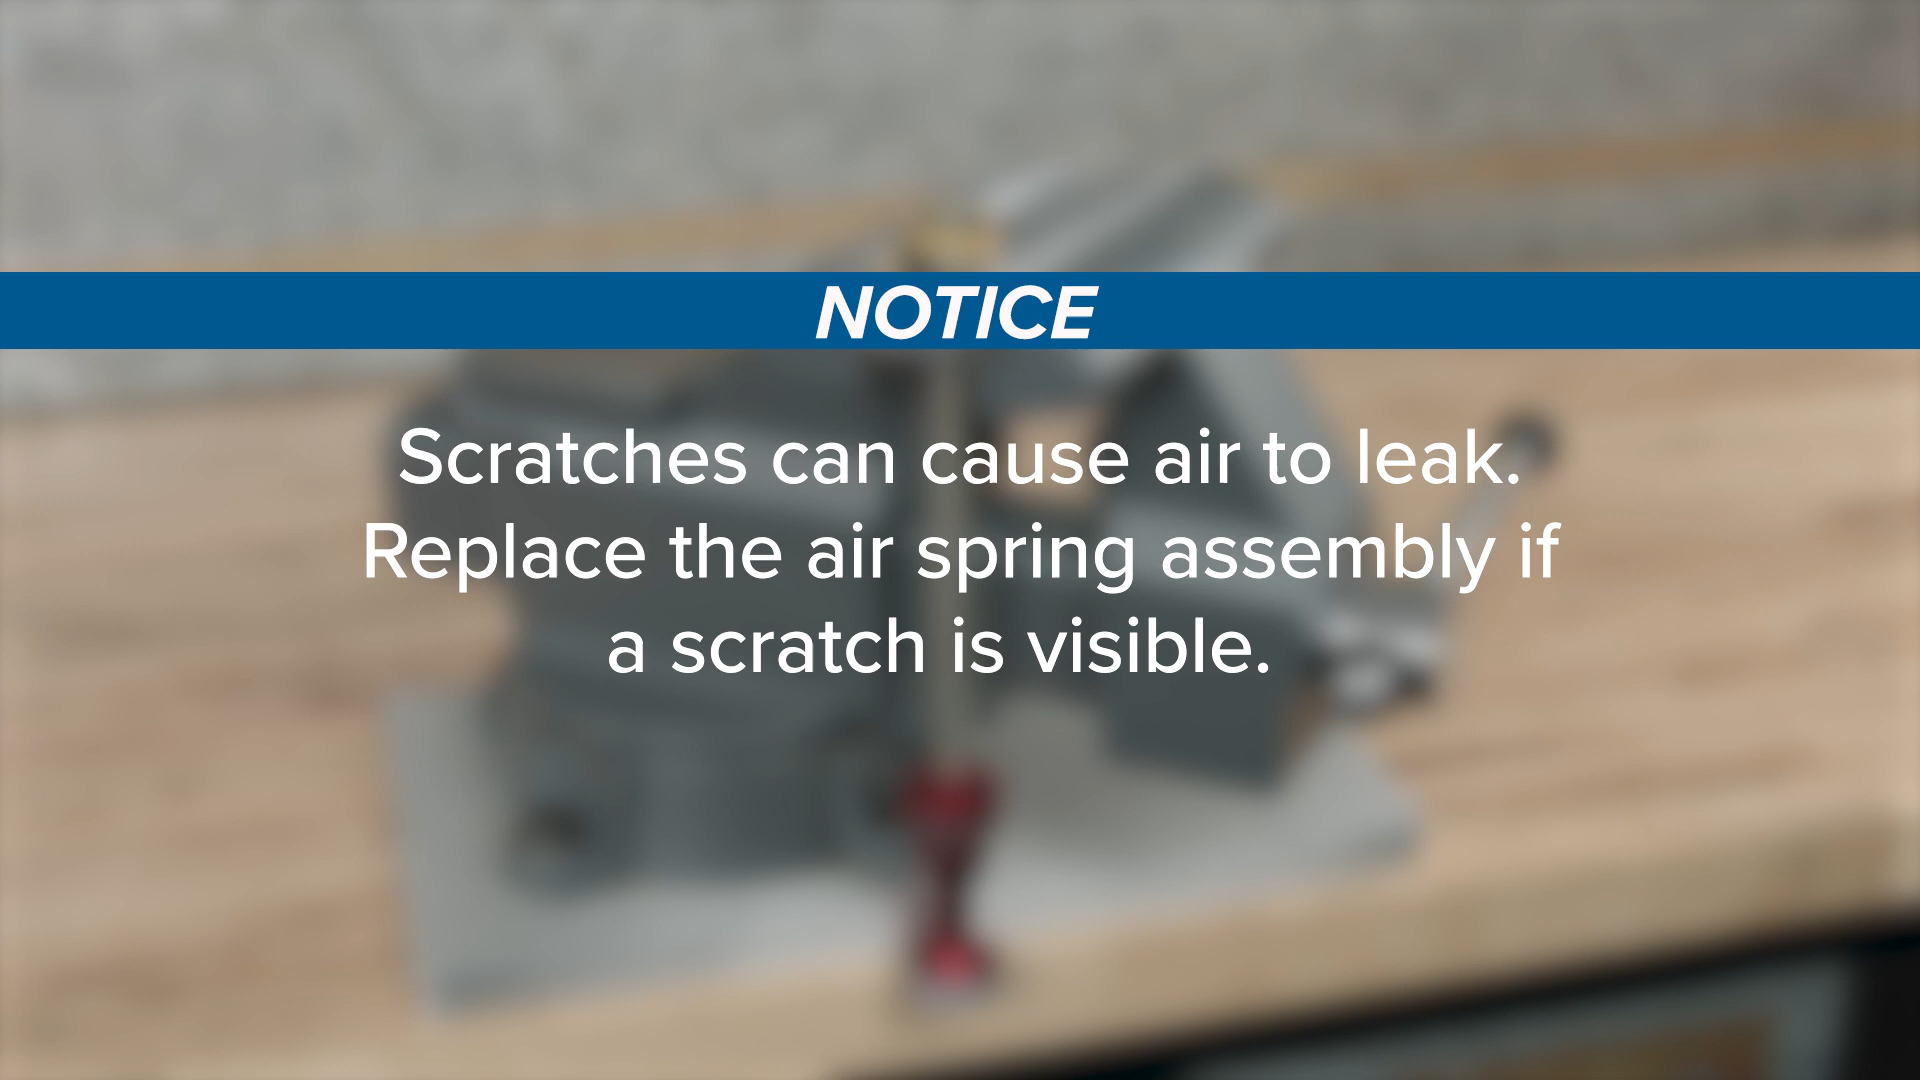 NOTICE
Scratches can cause air to leak.
Replace the air spring assembly if
a scratch is visible.